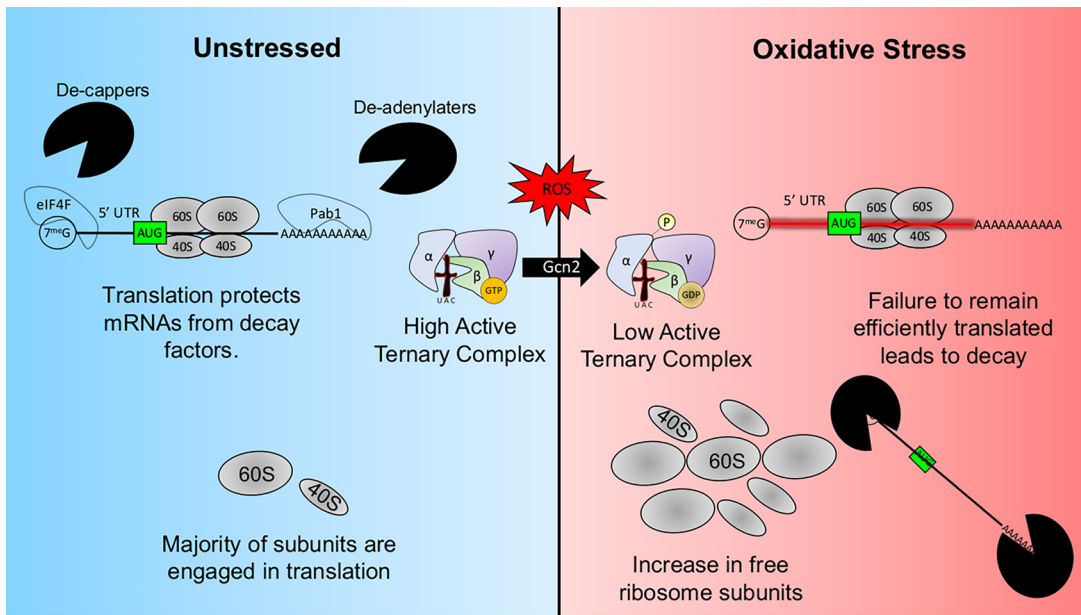 Unstressed
De-cappers
De-adenylaters
eIF4F
5' UTR
60S
60S
Pab1
7meG
AUG
40S
40S
AAAAAAAAAAA
Translation protects
mRNAs from decay
factors.
α
γ
β
GTP
UAC
High Active
Ternary Complex
60S
40S
Majority of subunits are
engaged in translation
ROS
Gcn2
Oxidative Stress
P
α
γ
β
GDP
UAC
Low Active
Ternary Complex
5' UTR
60S
60S
7meG
AUG
40S
40S
AAAAAAAAAAA
Failure to remain
efficiently translated
leads to decay
40S
60S
Increase in free
ribosome subunits
AUG